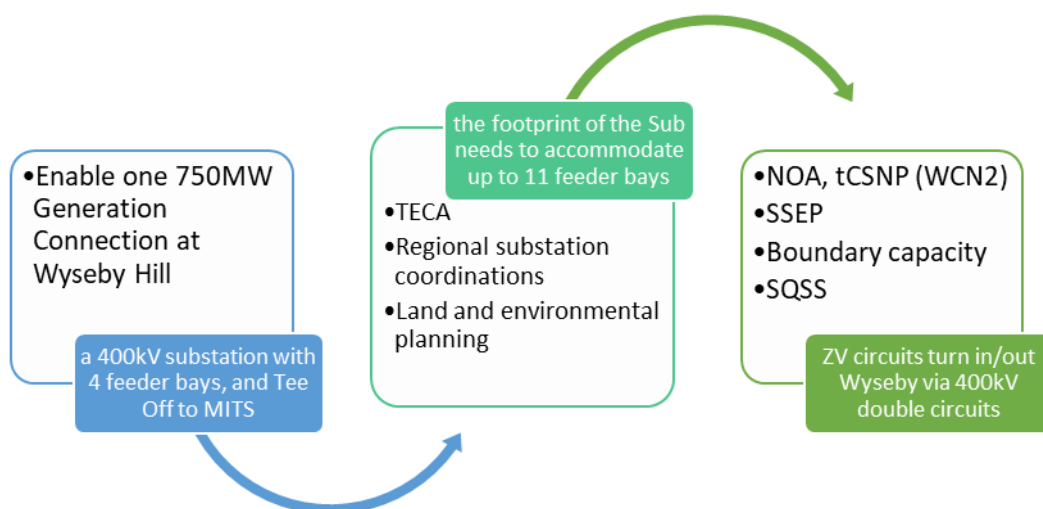 •Enable one 750MW
Generation
Connection at
Wyseby Hill
a 400kV substation with
4 feeder bays, and Tee
Off to MITS
the footprint of the Sub
needs to accommodate
up to 11 feeder bays
•TECA
•Regional substation
coordinations
•Land and environmental
planning
•NOA, tCSNP (WCN2)
•SSEP
•Boundary capacity
•SQSS
ZV circuits turn in/out
Wyseby via 400kV
double circuits